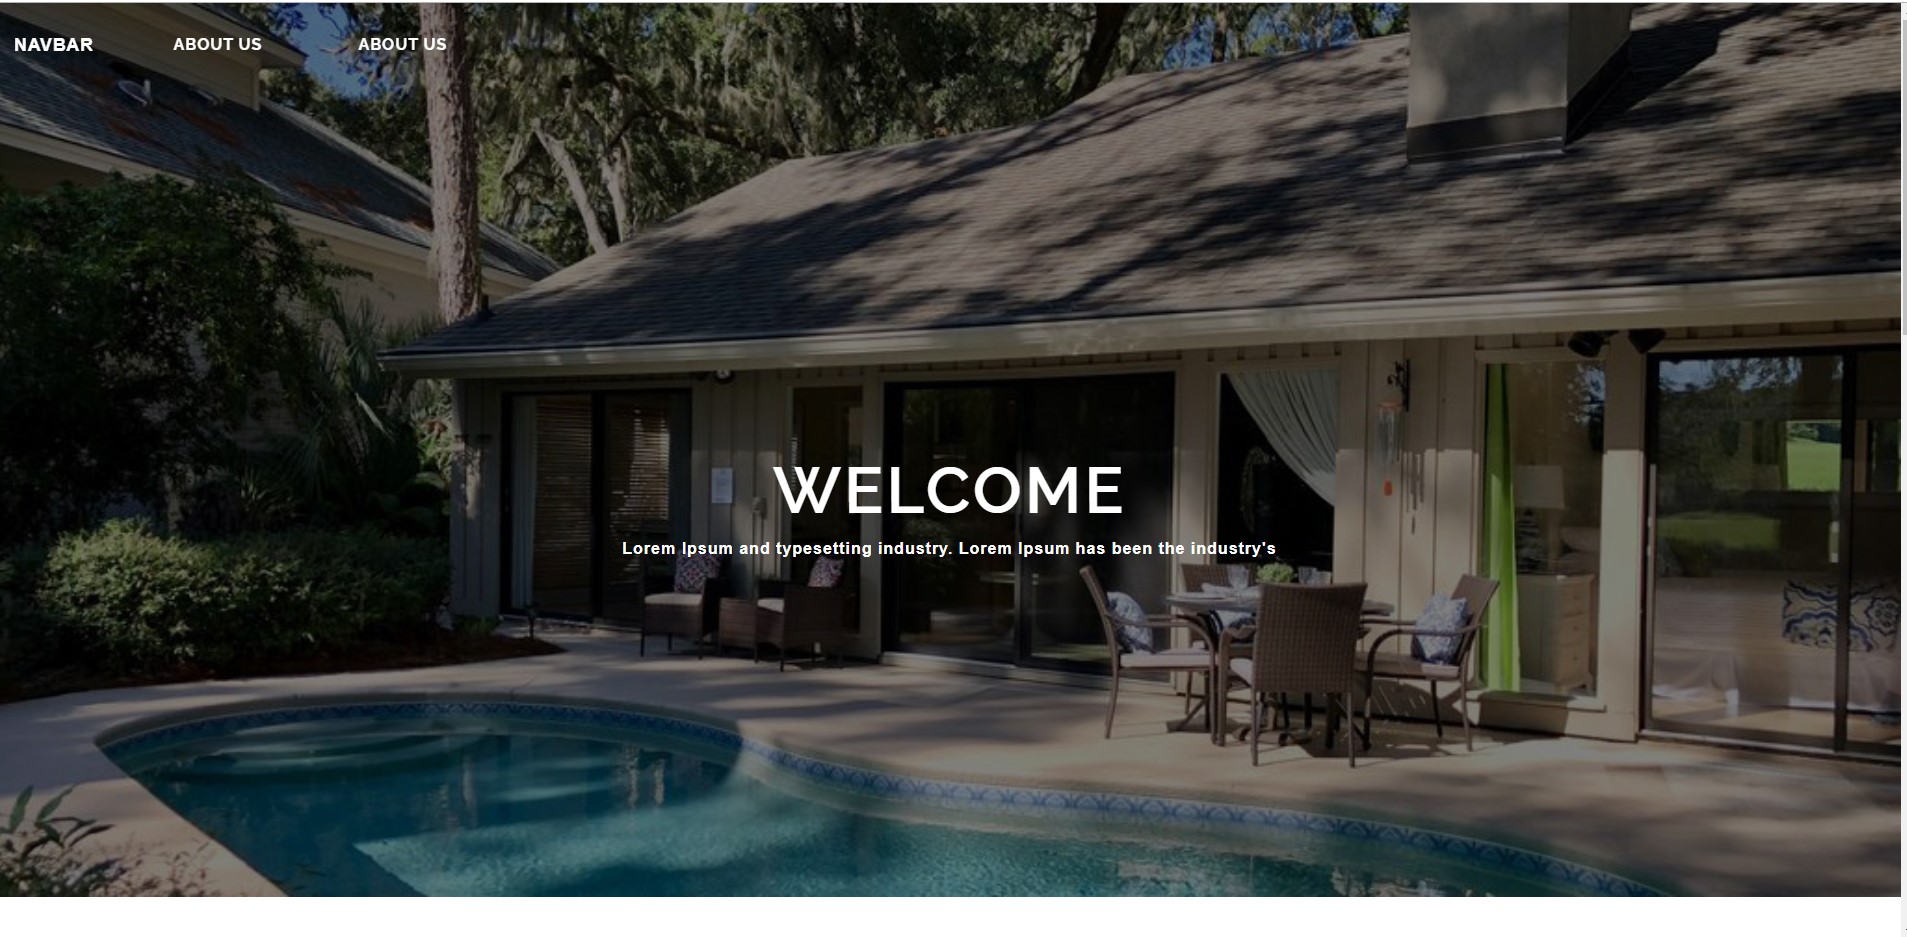 NAVBAR ABOUT US ABOUT US
WELCOME
Lorem Ipsum and typesetting industry. Lorem Ipsum has been the industry's